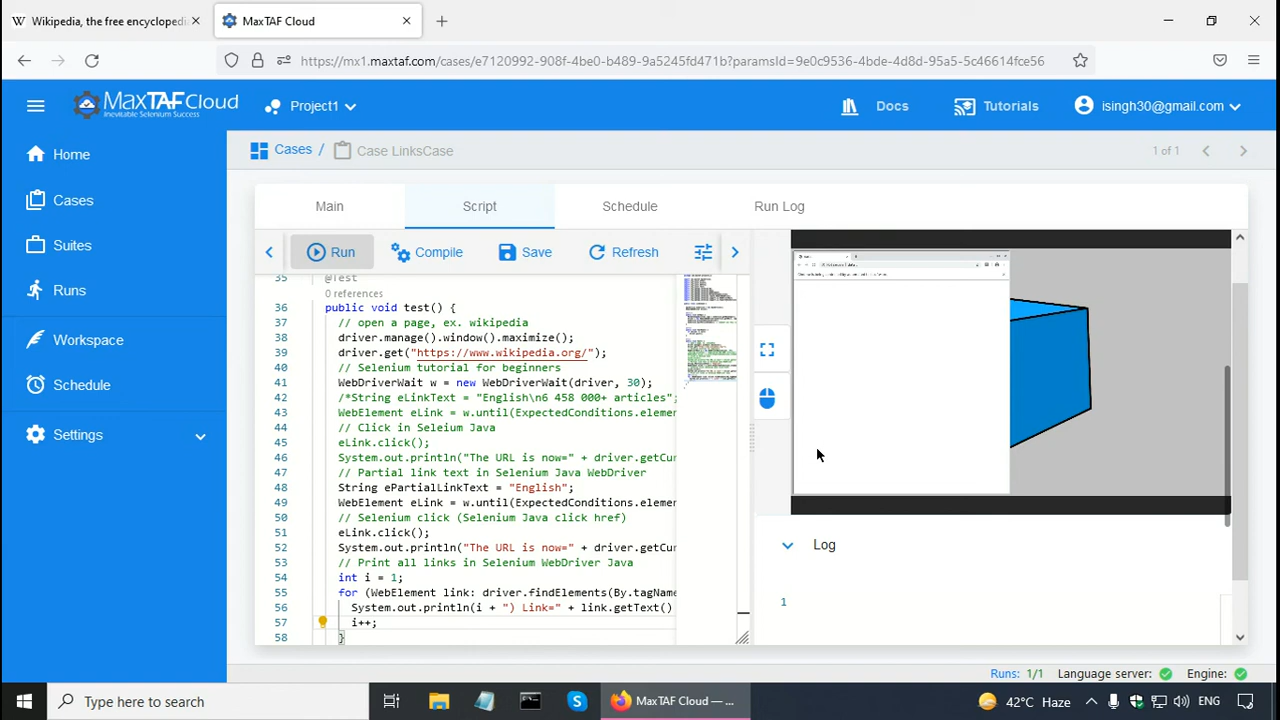 Wikipedia, the free encyclopedi
MaxTAF Cloud
https://mx1.maxtaf.com/cases/e7120992-908f-4be0-b489-9a5245fd471b?paramsId=9e0c9536-4bde-4d8d-95a5-5c46614fce56
MaxTAF Cloud
Inevitable Selenium Success
Project1
Docs
Tutorials
isingh30@gmail.com
Home
Cases
Suites
Runs
Workspace
Schedule
Settings
Cases / Case LinksCase
1 of 1
Main
Script
Schedule
Run Log
Run
Compile
Save
Refresh
35 @Test
0 references
36 public void test() {
37 // open a page, ex. wikipedia
38 driver.manage().window().maximize();
39 driver.get("https://www.wikipedia.org/");
40 // Selenium tutorial for beginners
41 WebDriverWait w = new WebDriverWait(driver, 30);
42 /*String eLinkText = "English\n6 458 000+ articles";
43 WebElement eLink = w.until(ExpectedConditions.elemen
44 // Click in Seleium Java
45 eLink.click();
46 System.out.println("The URL is now=" + driver.getCur
47 // Partial link text in Selenium Java WebDriver
48 String ePartialLinkText = "English";
49 WebElement eLink = w.until(ExpectedConditions.elemen
50 // Selenium click (Selenium Java click href)
51 eLink.click();
52 System.out.println("The URL is now=" + driver.getCur
53 // Print all links in Selenium WebDriver Java
54 int i = 1;
55 for (WebElement link: driver.findElements(By.tagName
56 System.out.println(i + ") Link=" + link.getText()
57 i++;
58 }
Log
1
Runs: 1/1 Language server: Engine:
Type here to search
MaxTAF Cloud — ...
42°C Haze
ENG